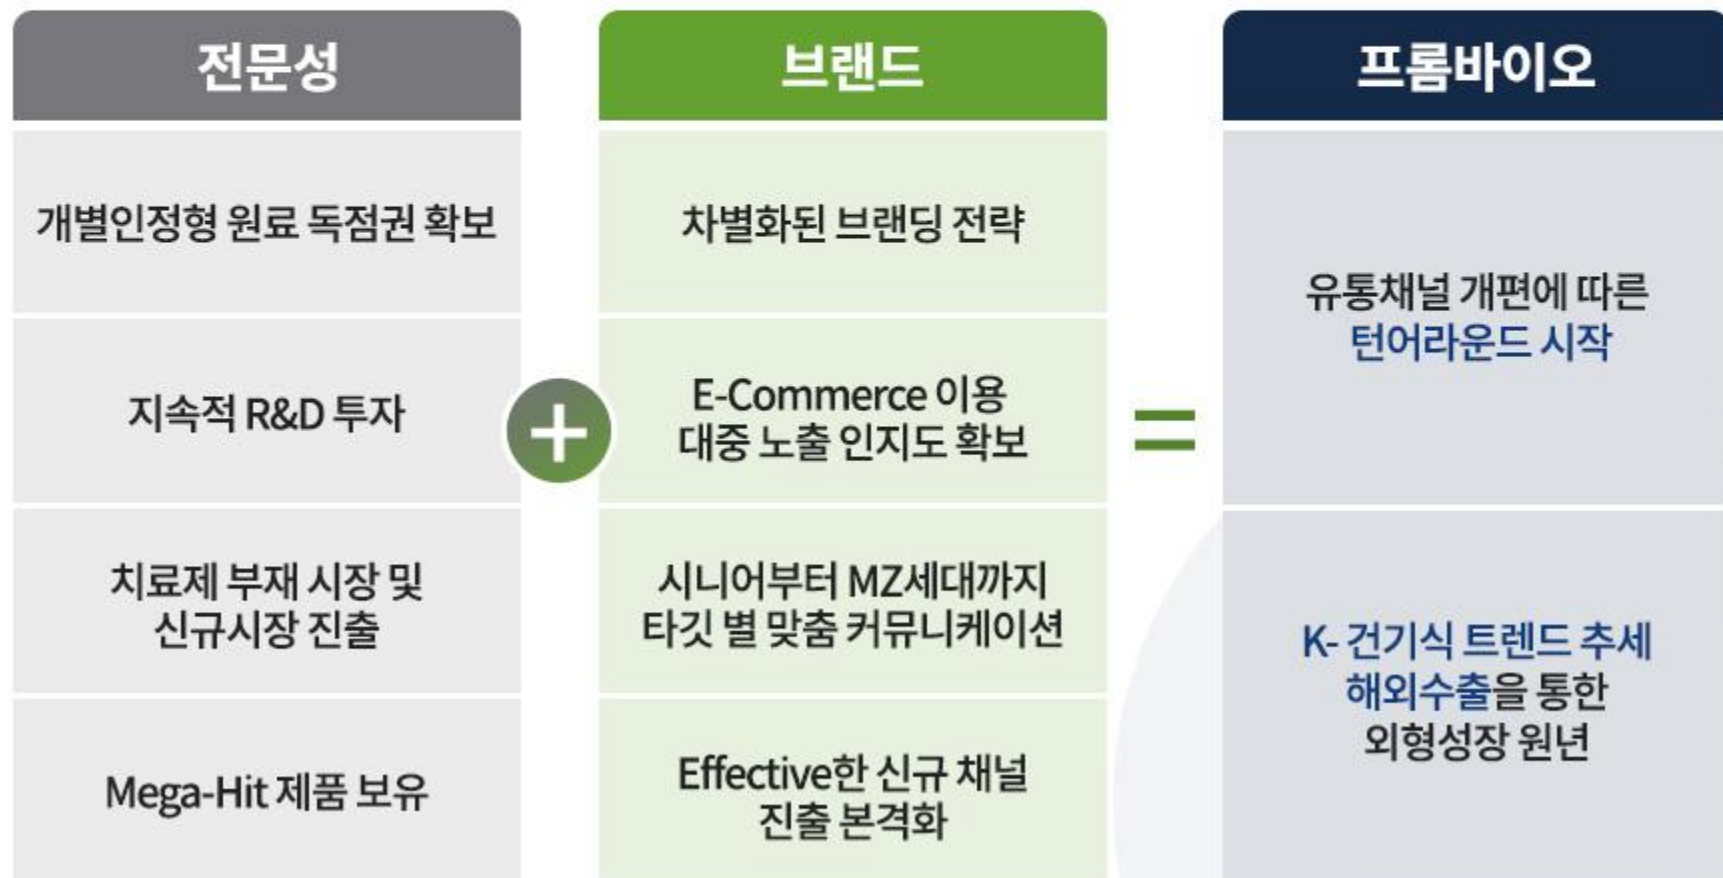 전문성
개별인정형 원료 독점권 확보
지속적 R&D 투자
치료제 부재 시장 및
신규시장 진출
Mega-Hit 제품 보유
+
브랜드
차별화된 브랜딩 전략
E-Commerce 이용
대중 노출 인지도 확보
시니어부터 MZ세대까지
타깃 별 맞춤 커뮤니케이션
Effective한 신규 채널
진출 본격화
=
프롬바이오
유통채널 개편에 따른
턴어라운드 시작
K- 건기식 트렌드 추세
해외수출을 통한
외형성장 원년